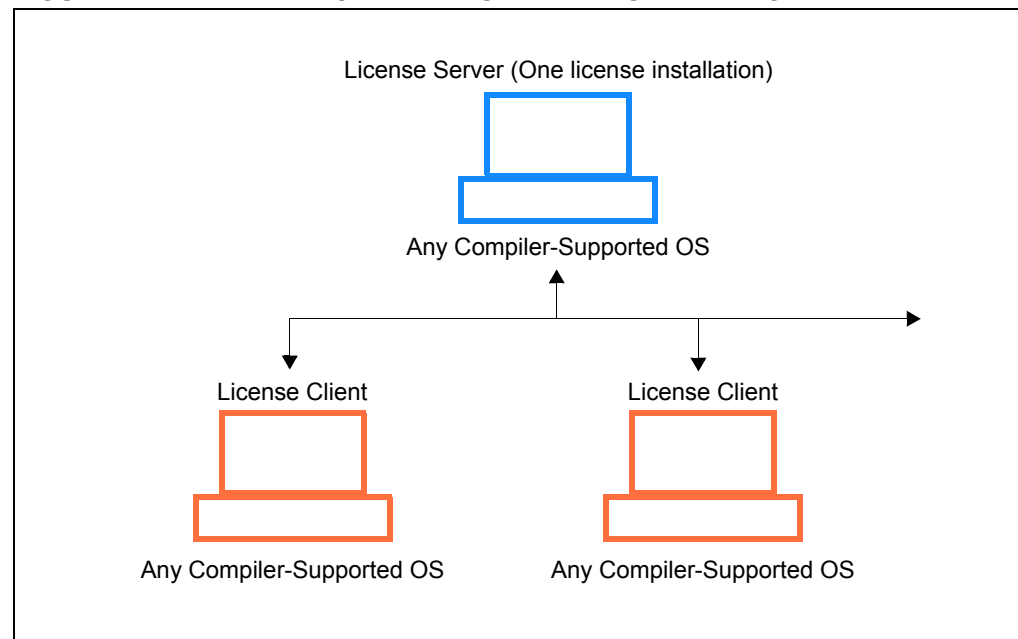 License Server (One license installation)
Any Compiler-Supported OS
License Client
License Client
Any Compiler-Supported OS
Any Compiler-Supported OS